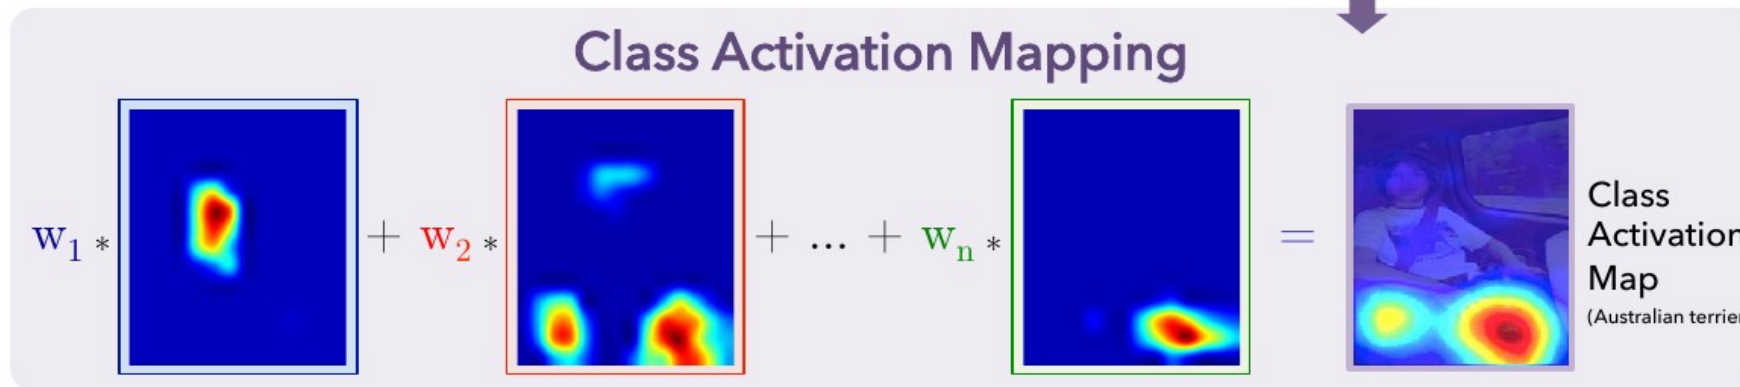 Class Activation Mapping
w1 * + w2 * + ... + wn * =
Class
Activation
Map
(Australian terrier